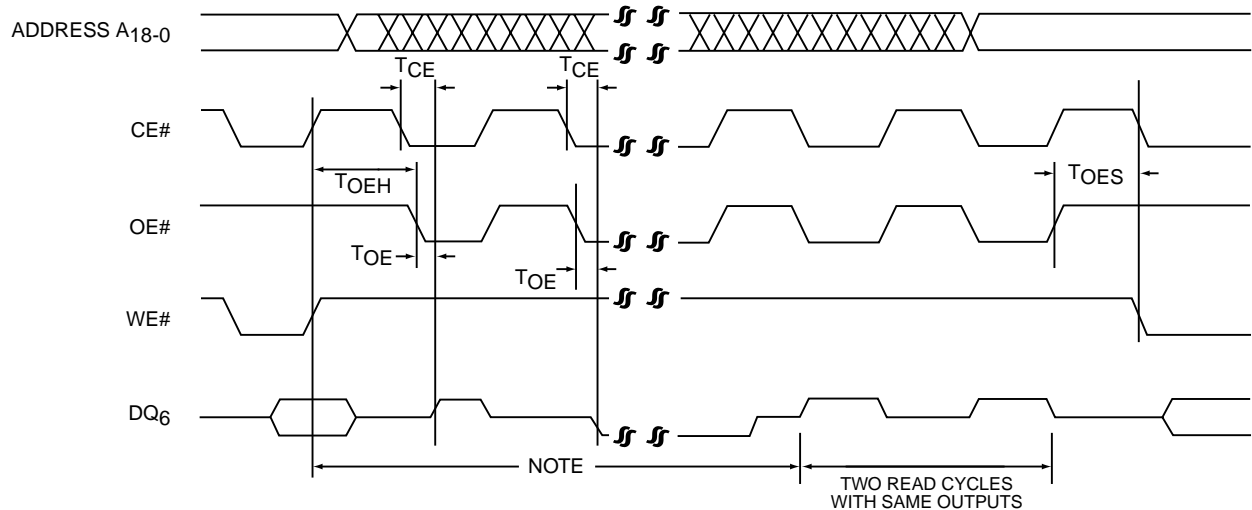 ADDRESS A18-0
TCE
TCE
CE#
TOEH
TOES
OE#
TOE
TOE
WE#
DQ6
NOTE
TWO READ CYCLES
WITH SAME OUTPUTS